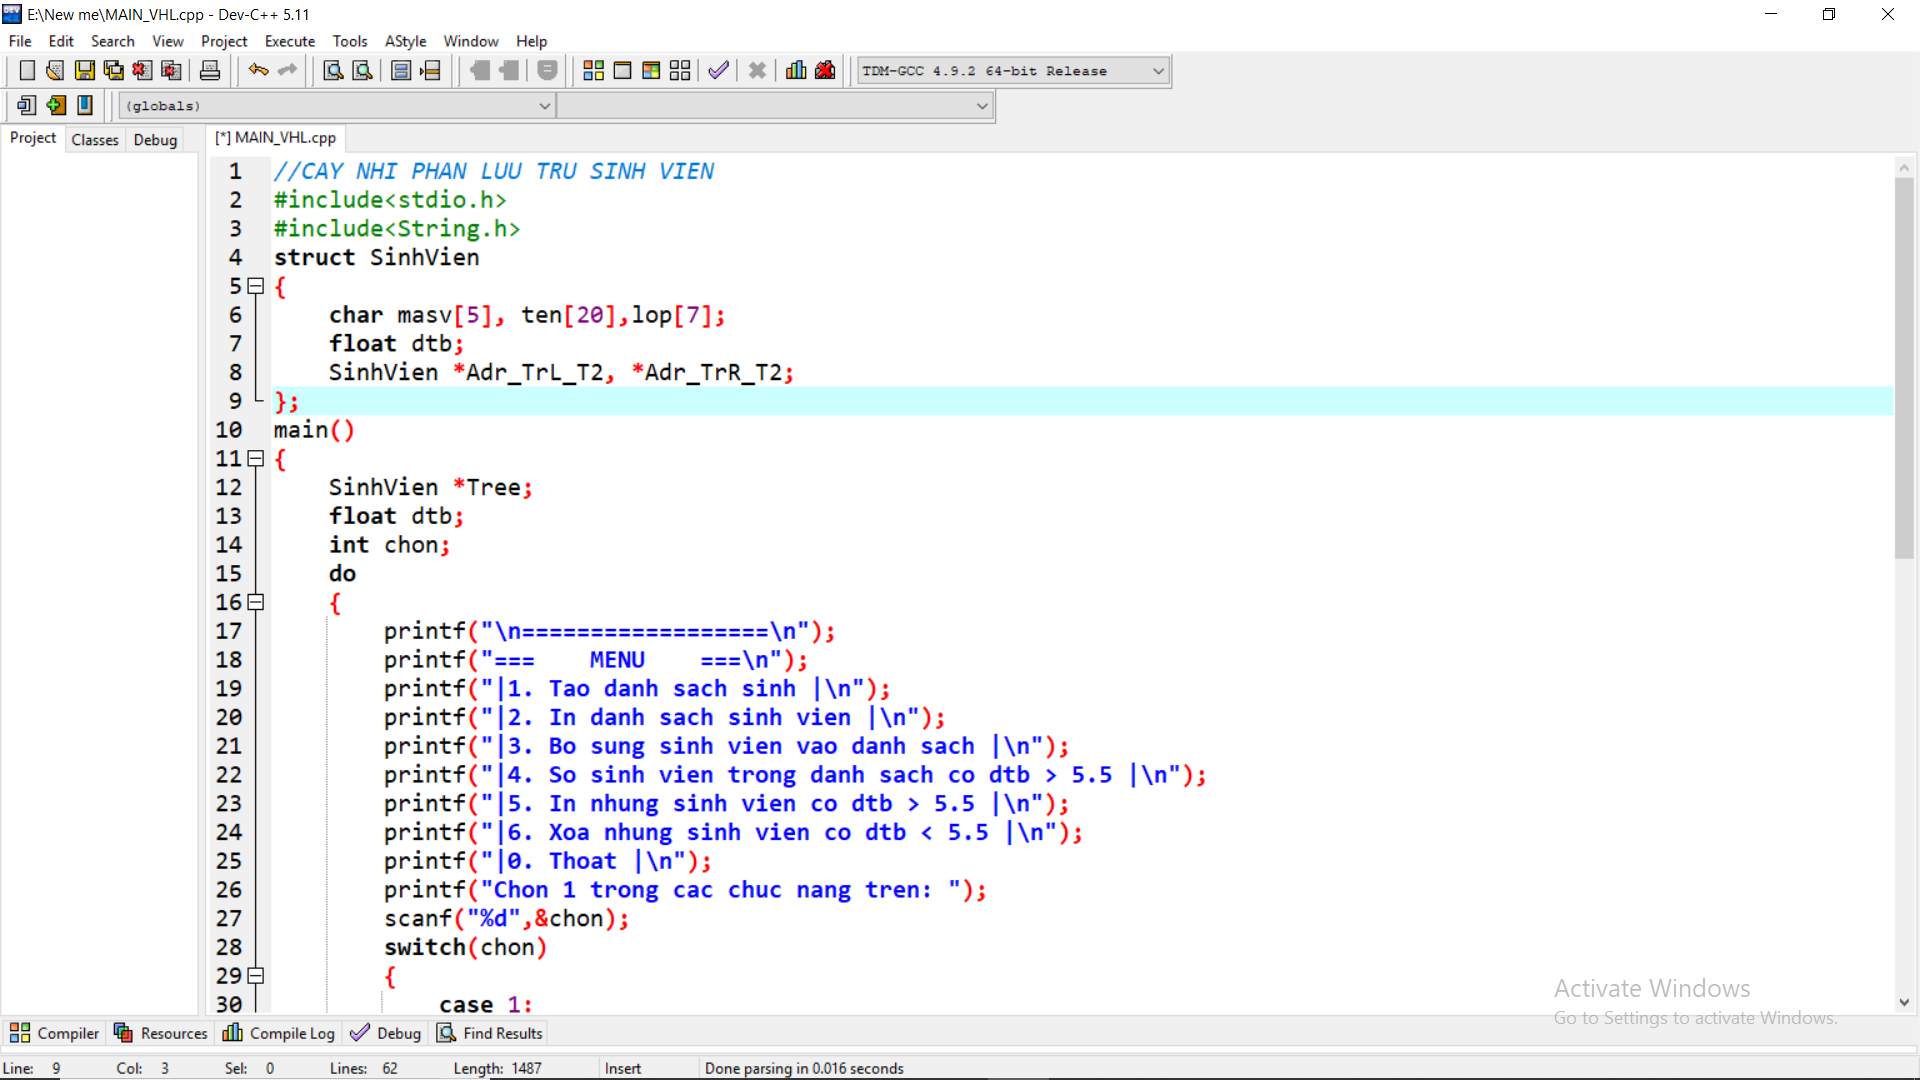 E:\New me\MAIN_VHL.cpp - Dev-C++ 5.11
File Edit Search View Project Execute Tools AStyle Window Help
TDM-GCC 4.9.2 64-bit Release
(globals)
Project Classes Debug [*] MAIN_VHL.cpp
1 //CAY NHI PHAN LUU TRU SINH VIEN
2 #include<stdio.h>
3 #include<String.h>
4 struct SinhVien
5 {
6 char masv[5], ten[20],lop[7];
7 float dtb;
8 SinhVien *Adr_TrL_T2, *Adr_TrR_T2;
9 };
10 main()
11 {
12 SinhVien *Tree;
13 float dtb;
14 int chon;
15 do
16 {
17 printf("\n==================\n");
18 printf("===    MENU    ===\n");
19 printf("|1. Tao danh sach sinh |\n");
20 printf("|2. In danh sach sinh vien |\n");
21 printf("|3. Bo sung sinh vien vao danh sach |\n");
22 printf("|4. So sinh vien trong danh sach co dtb > 5.5 |\n");
23 printf("|5. In nhung sinh vien co dtb > 5.5 |\n");
24 printf("|6. Xoa nhung sinh vien co dtb < 5.5 |\n");
25 printf("|0. Thoat |\n");
26 printf("Chon 1 trong cac chuc nang tren: ");
27 scanf("%d",&chon);
28 switch(chon)
29 {
30 case 1:
Activate Windows
Go to Settings to activate Windows.
Compiler Resources Compile Log Debug Find Results
Line: 9 Col: 3 Sel: 0 Lines: 62 Length: 1487 Insert Done parsing in 0.016 seconds